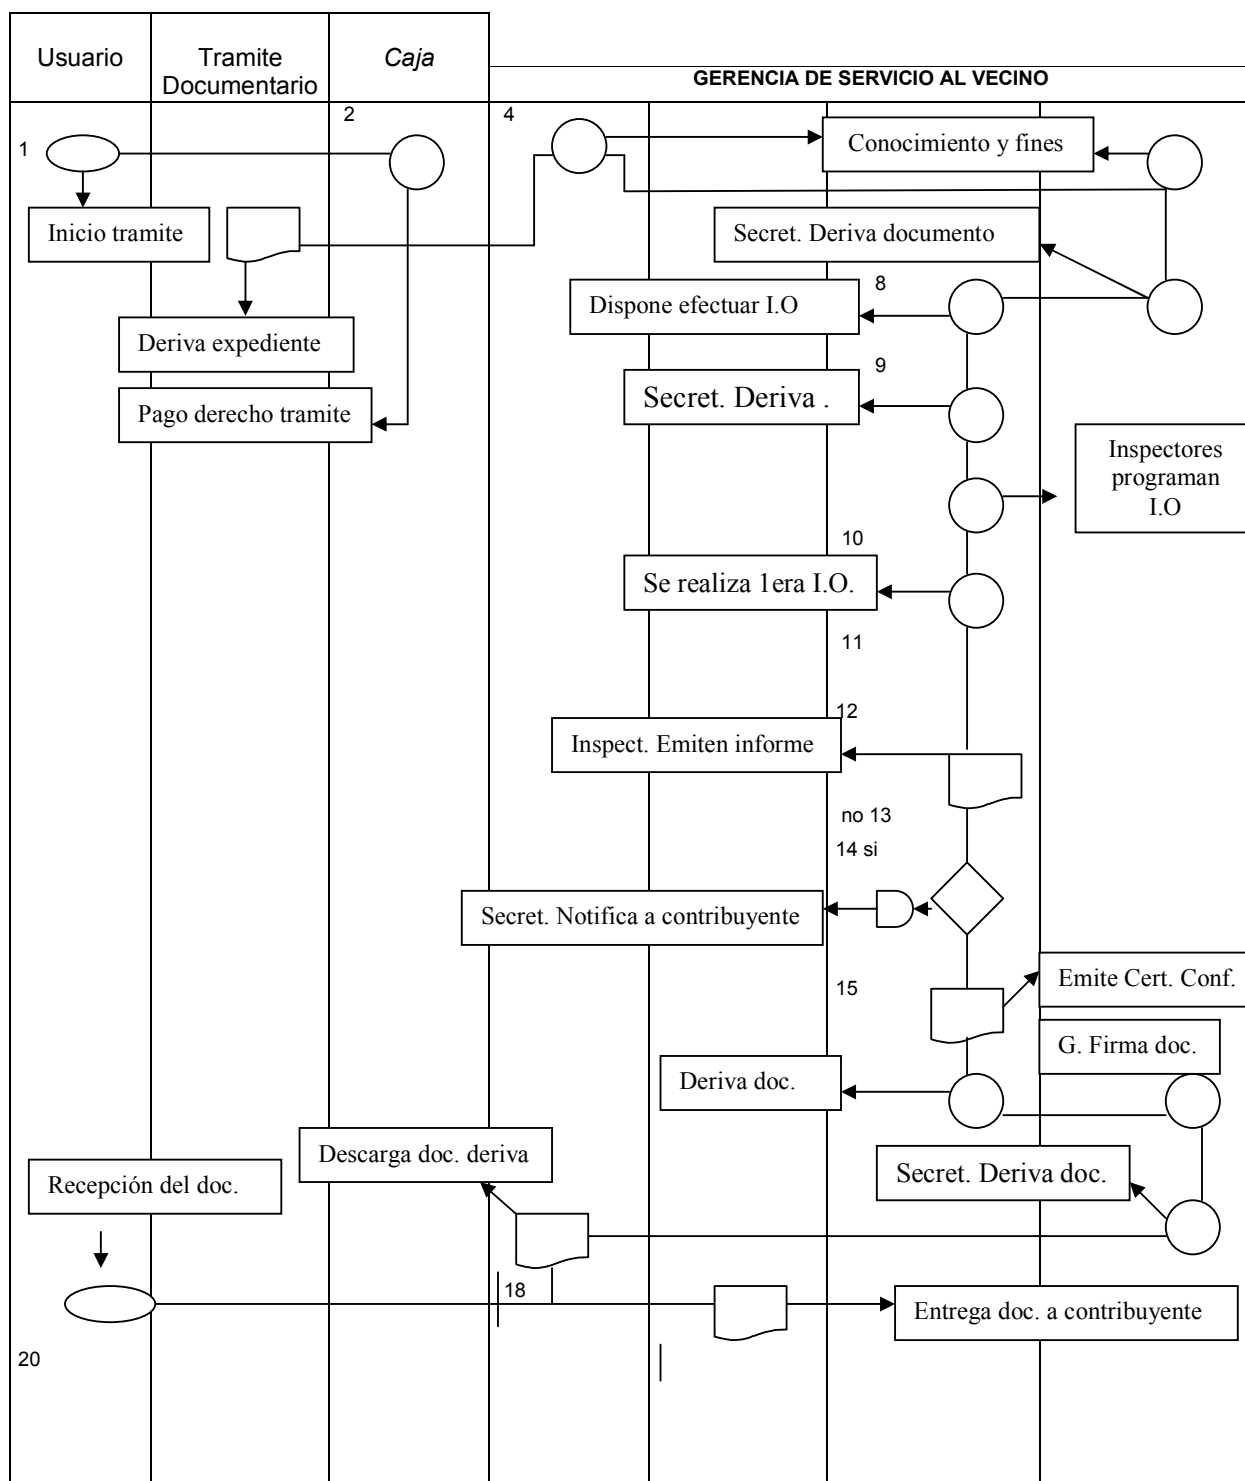 Usuario
Tramite
Documentario
Caja
GERENCIA DE SERVICIO AL VECINO
2
4
1
Conocimiento y fines
Inicio tramite
Secret. Deriva documento
8
Dispone efectuar I.O
Deriva expediente
9
Secret. Deriva .
Pago derecho tramite
Inspectores
programan
I.O
10
Se realiza 1era I.O.
11
12
Inspect. Emiten informe
no 13
14 si
Secret. Notifica a contribuyente
Emite Cert. Conf.
15
G. Firma doc.
Deriva doc.
Descarga doc. deriva
Secret. Deriva doc.
Recepción del doc.
18
Entrega doc. a contribuyente
20